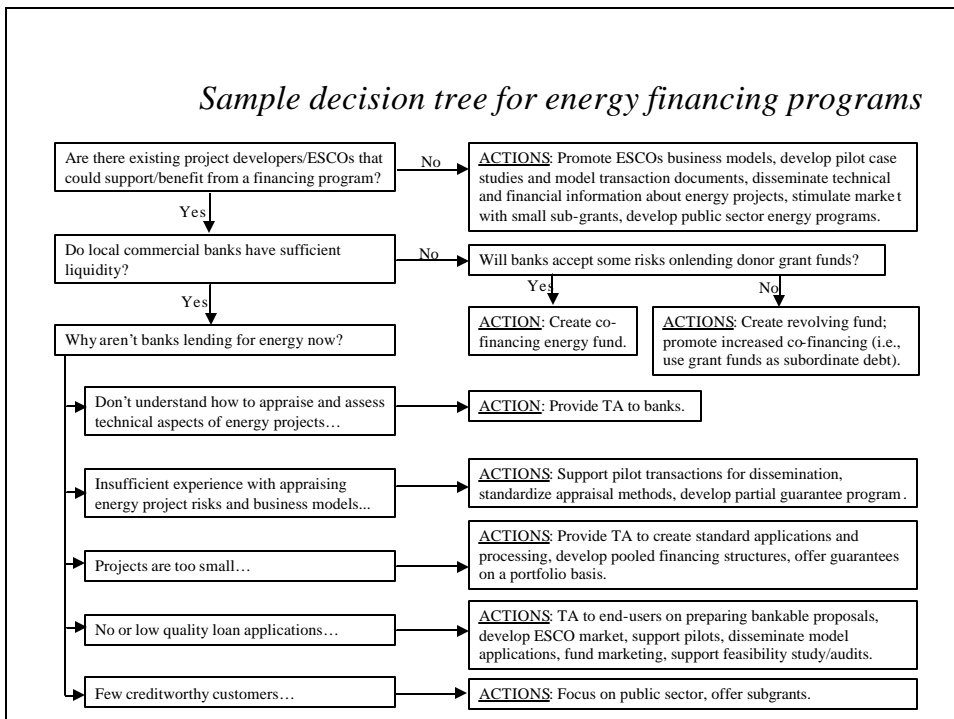 Sample decision tree for energy financing programs
Are there existing project developers/ESCOs that
could support/benefit from a financing program?
No
ACTIONS: Promote ESCOs business models, develop pilot case
studies and model transaction documents, disseminate technical
and financial information about energy projects, stimulate market
with small sub-grants, develop public sector energy programs.
Yes
Do local commercial banks have sufficient
liquidity?
No
Will banks accept some risks onlending donor grant funds?
Yes
No
Yes
ACTION: Create co-
financing energy fund.
ACTIONS: Create revolving fund;
promote increased co-financing (i.e.,
use grant funds as subordinate debt).
Why aren't banks lending for energy now?
Don't understand how to appraise and assess
technical aspects of energy projects…
ACTION: Provide TA to banks.
Insufficient experience with appraising
energy project risks and business models...
ACTIONS: Support pilot transactions for dissemination,
standardize appraisal methods, develop partial guarantee program.
Projects are too small…
ACTIONS: Provide TA to create standard applications and
processing, develop pooled financing structures, offer guarantees
on a portfolio basis.
No or low quality loan applications…
ACTIONS: TA to end-users on preparing bankable proposals,
develop ESCO market, support pilots, disseminate model
applications, fund marketing, support feasibility study/audits.
Few creditworthy customers…
ACTIONS: Focus on public sector, offer subgrants.